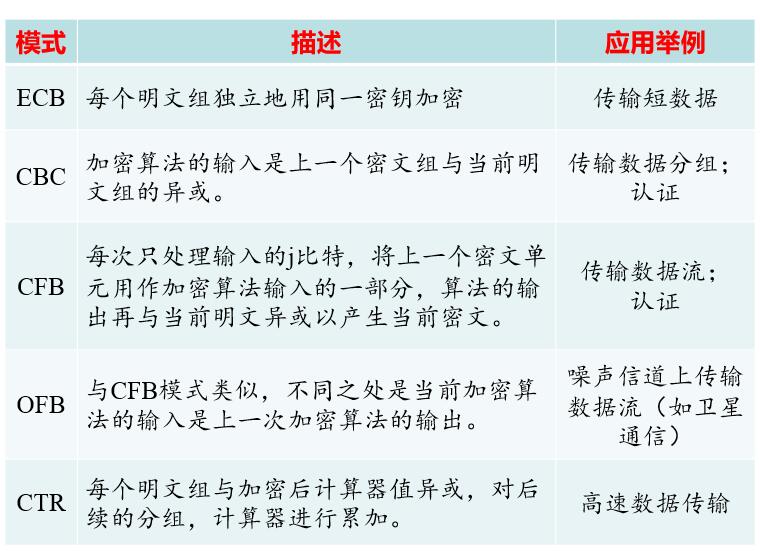 模式 描述 应用举例
ECB 每个明文组独立地用同一密钥加密 传输短数据
CBC 加密算法的输入是上一个密文组与当前明
文组的异或。
传输数据分组；
认证
CFB 每次只处理输入的j比特，将上一个密文单
元用作加密算法输入的一部分，算法的输
出再与当前明文异或以产生当前密文。
传输数据流；
认证
OFB 与CFB模式类似，不同之处是当前加密算
法的输入是上一次加密算法的输出。
噪声信道上传输
数据流（如卫星
通信）
CTR 每个明文组与加密后计算器值异或，对后
续的分组，计算器进行累加。
高速数据传输